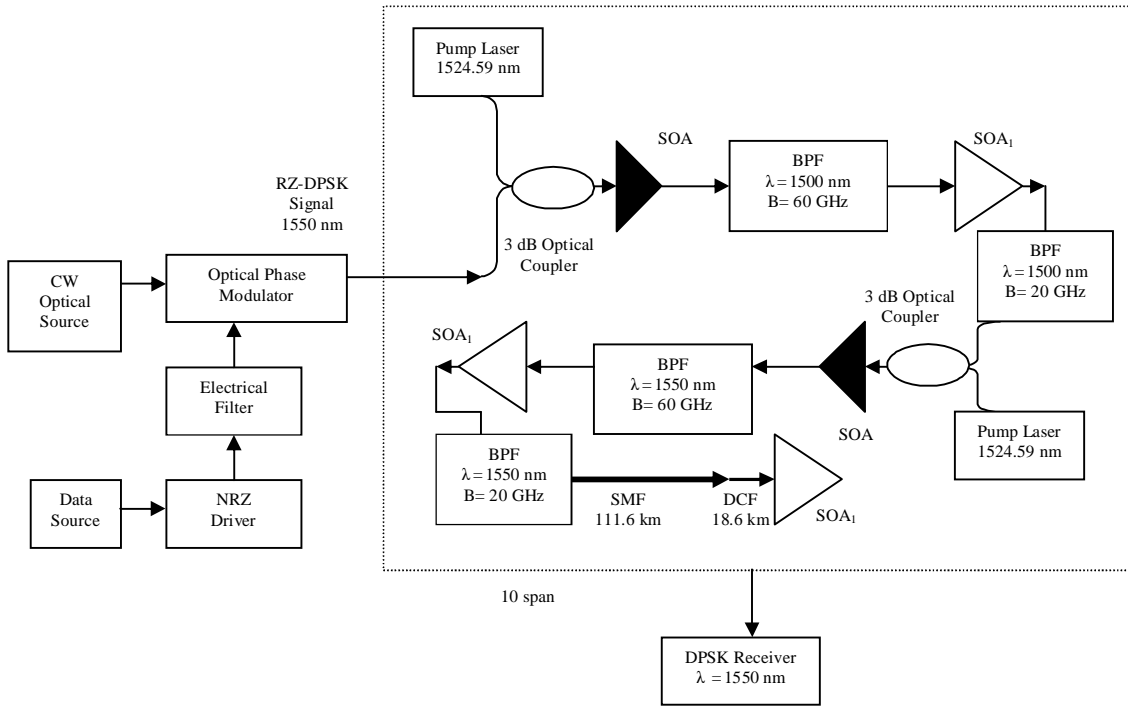 Pump Laser
1524.59 nm
SOA
BPF
λ = 1500 nm
B= 60 GHz
SOA₁
RZ-DPSK
Signal
1550 nm
3 dB Optical
Coupler
BPF
λ = 1500 nm
B= 20 GHz
CW
Optical
Source
Optical Phase
Modulator
3 dB Optical
Coupler
SOA₁
BPF
λ = 1550 nm
B= 60 GHz
SOA
Pump Laser
1524.59 nm
Electrical
Filter
BPF
λ = 1550 nm
B= 20 GHz
SMF
111.6 km
DCF
18.6 km
SOA₁
Data
Source
NRZ
Driver
10 span
DPSK Receiver
λ = 1550 nm